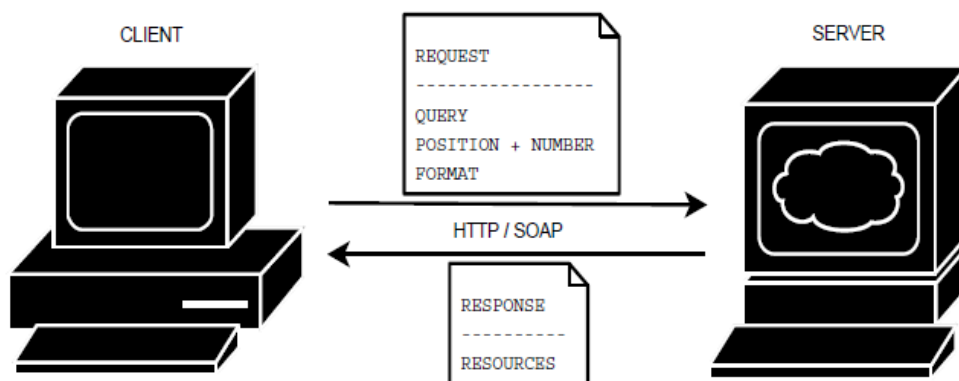 CLIENT
SERVER
REQUEST
-----------------
QUERY
POSITION + NUMBER
FORMAT
HTTP / SOAP
RESPONSE
----------
RESOURCES